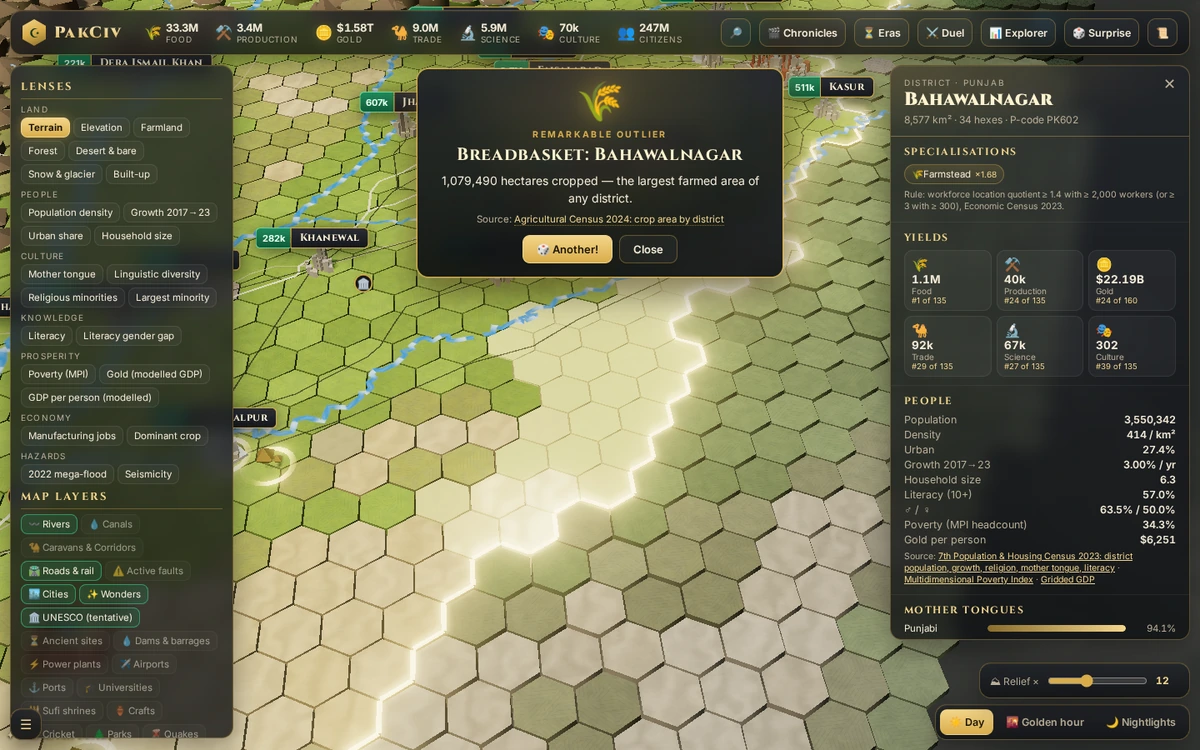 PakCiv
33.3M
FOOD
3.4M
PRODUCTION
$1.58T
GOLD
9.0M
TRADE
5.9M
SCIENCE
70k
CULTURE
247M
CITIZENS
Chronicles
Eras
Duel
Explorer
Surprise
LENSES
LAND
Terrain
Elevation
Farmland
Forest
Desert & bare
Snow & glacier
Built-up
PEOPLE
Population density
Growth 2017→23
Urban share
Household size
CULTURE
Mother tongue
Linguistic diversity
Religious minorities
Largest minority
KNOWLEDGE
Literacy
Literacy gender gap
PROSPERITY
Poverty (MPI)
Gold (modelled GDP)
GDP per person (modelled)
ECONOMY
Manufacturing jobs
Dominant crop
HAZARDS
2022 mega-flood
Seismicity
MAP LAYERS
Rivers
Canals
Caravans & Corridors
Roads & rail
Active faults
Cities
Wonders
UNESCO (tentative)
Ancient sites
Dams & barrages
Power plants
Airports
Ports
Universities
Sufi shrines
Crafts
Cricket
Parks
Quakes
221k Dera Ismail Khan
607k
511k Kasur
282k Khanewal
ALPUR
REMARKABLE OUTLIER
Breadbasket: Bahawalnagar
1,079,490 hectares cropped — the largest farmed area of
any district.
Source: Agricultural Census 2024: crop area by district
Another!
Close
DISTRICT · PUNJAB
Bahawalnagar
8,577 km² · 34 hexes · P-code PK602
SPECIALISATIONS
Farmstead ×1.68
Rule: workforce location quotient ≥ 1.4 with ≥ 2,000 workers (or ≥
3 with ≥ 300), Economic Census 2023.
YIELDS
1.1M
Food
#1 of 135
40k
Production
#24 of 135
$22.19B
Gold
#24 of 160
92k
Trade
#29 of 135
67k
Science
#27 of 135
302
Culture
#39 of 135
PEOPLE
Population 3,550,342
Density 414 / km²
Urban 27.4%
Growth 2017→23 3.00% / yr
Household size 6.3
Literacy (10+) 57.0%
♂ / ♀ 63.5% / 50.0%
Poverty (MPI headcount) 34.3%
Gold per person $6,251
Source: 7th Population & Housing Census 2023: district
population, growth, religion, mother tongue, literacy ·
Multidimensional Poverty Index · Gridded GDP
MOTHER TONGUES
Punjabi 94.1%
Relief × 12
Day
Golden hour
Nightlights